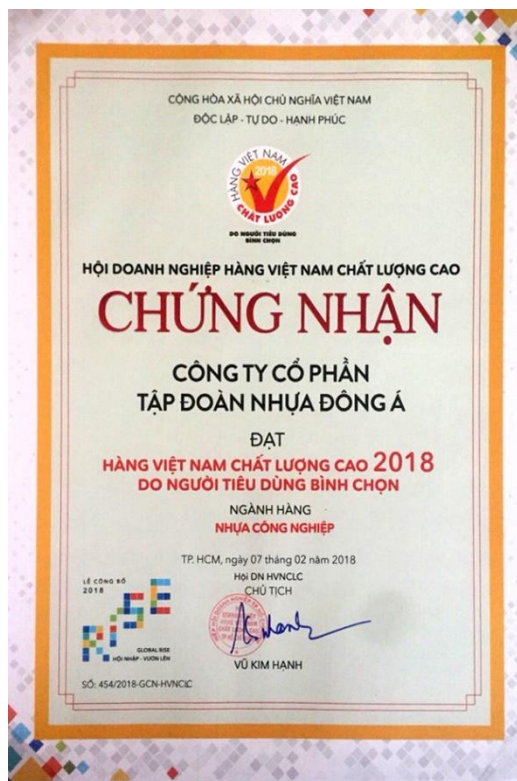 CỘNG HÒA XÃ HỘI CHỦ NGHĨA VIỆT NAM
ĐỘC LẬP - TỰ DO - HẠNH PHÚC
HÀNG VIỆT NAM
2018
CHẤT LƯỢNG CAO
DO NGƯỜI TIÊU DÙNG
BÌNH CHỌN
HỘI DOANH NGHIỆP HÀNG VIỆT NAM CHẤT LƯỢNG CAO
CHỨNG NHẬN
CÔNG TY CỔ PHẦN
TẬP ĐOÀN NHỰA ĐÔNG Á
ĐẠT
HÀNG VIỆT NAM CHẤT LƯỢNG CAO 2018
DO NGƯỜI TIÊU DÙNG BÌNH CHỌN
NGÀNH HÀNG
NHỰA CÔNG NGHIỆP
TP. HCM, ngày 07 tháng 02 năm 2018
Hội DN HVNCLC
CHỦ TỊCH
LỄ CÔNG BỐ
2018
RISE
GLOBAL RISE
HỘI NHẬP - VƯƠN LÊN
VŨ KIM HẠNH
SỐ: 454/2018-GCN-HVNCLC